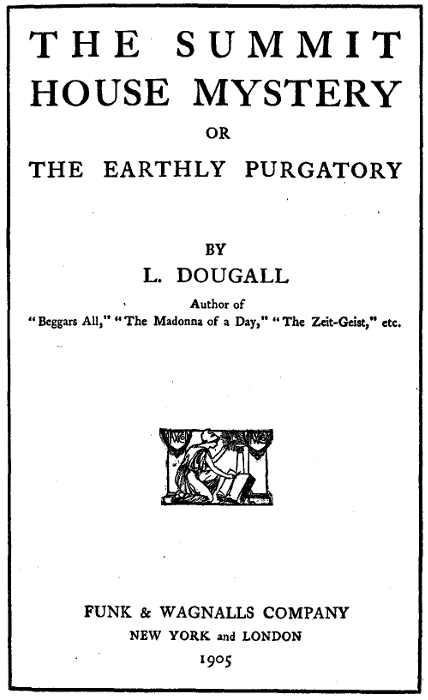 THE SUMMIT
HOUSE MYSTERY
OR
THE EARTHLY PURGATORY
BY
L. DOUGALL
Author of
"Beggars All," "The Madonna of a Day," "The Zeit-Geist," etc.
FUNK & WAGNALLS COMPANY
NEW YORK and LONDON
1905